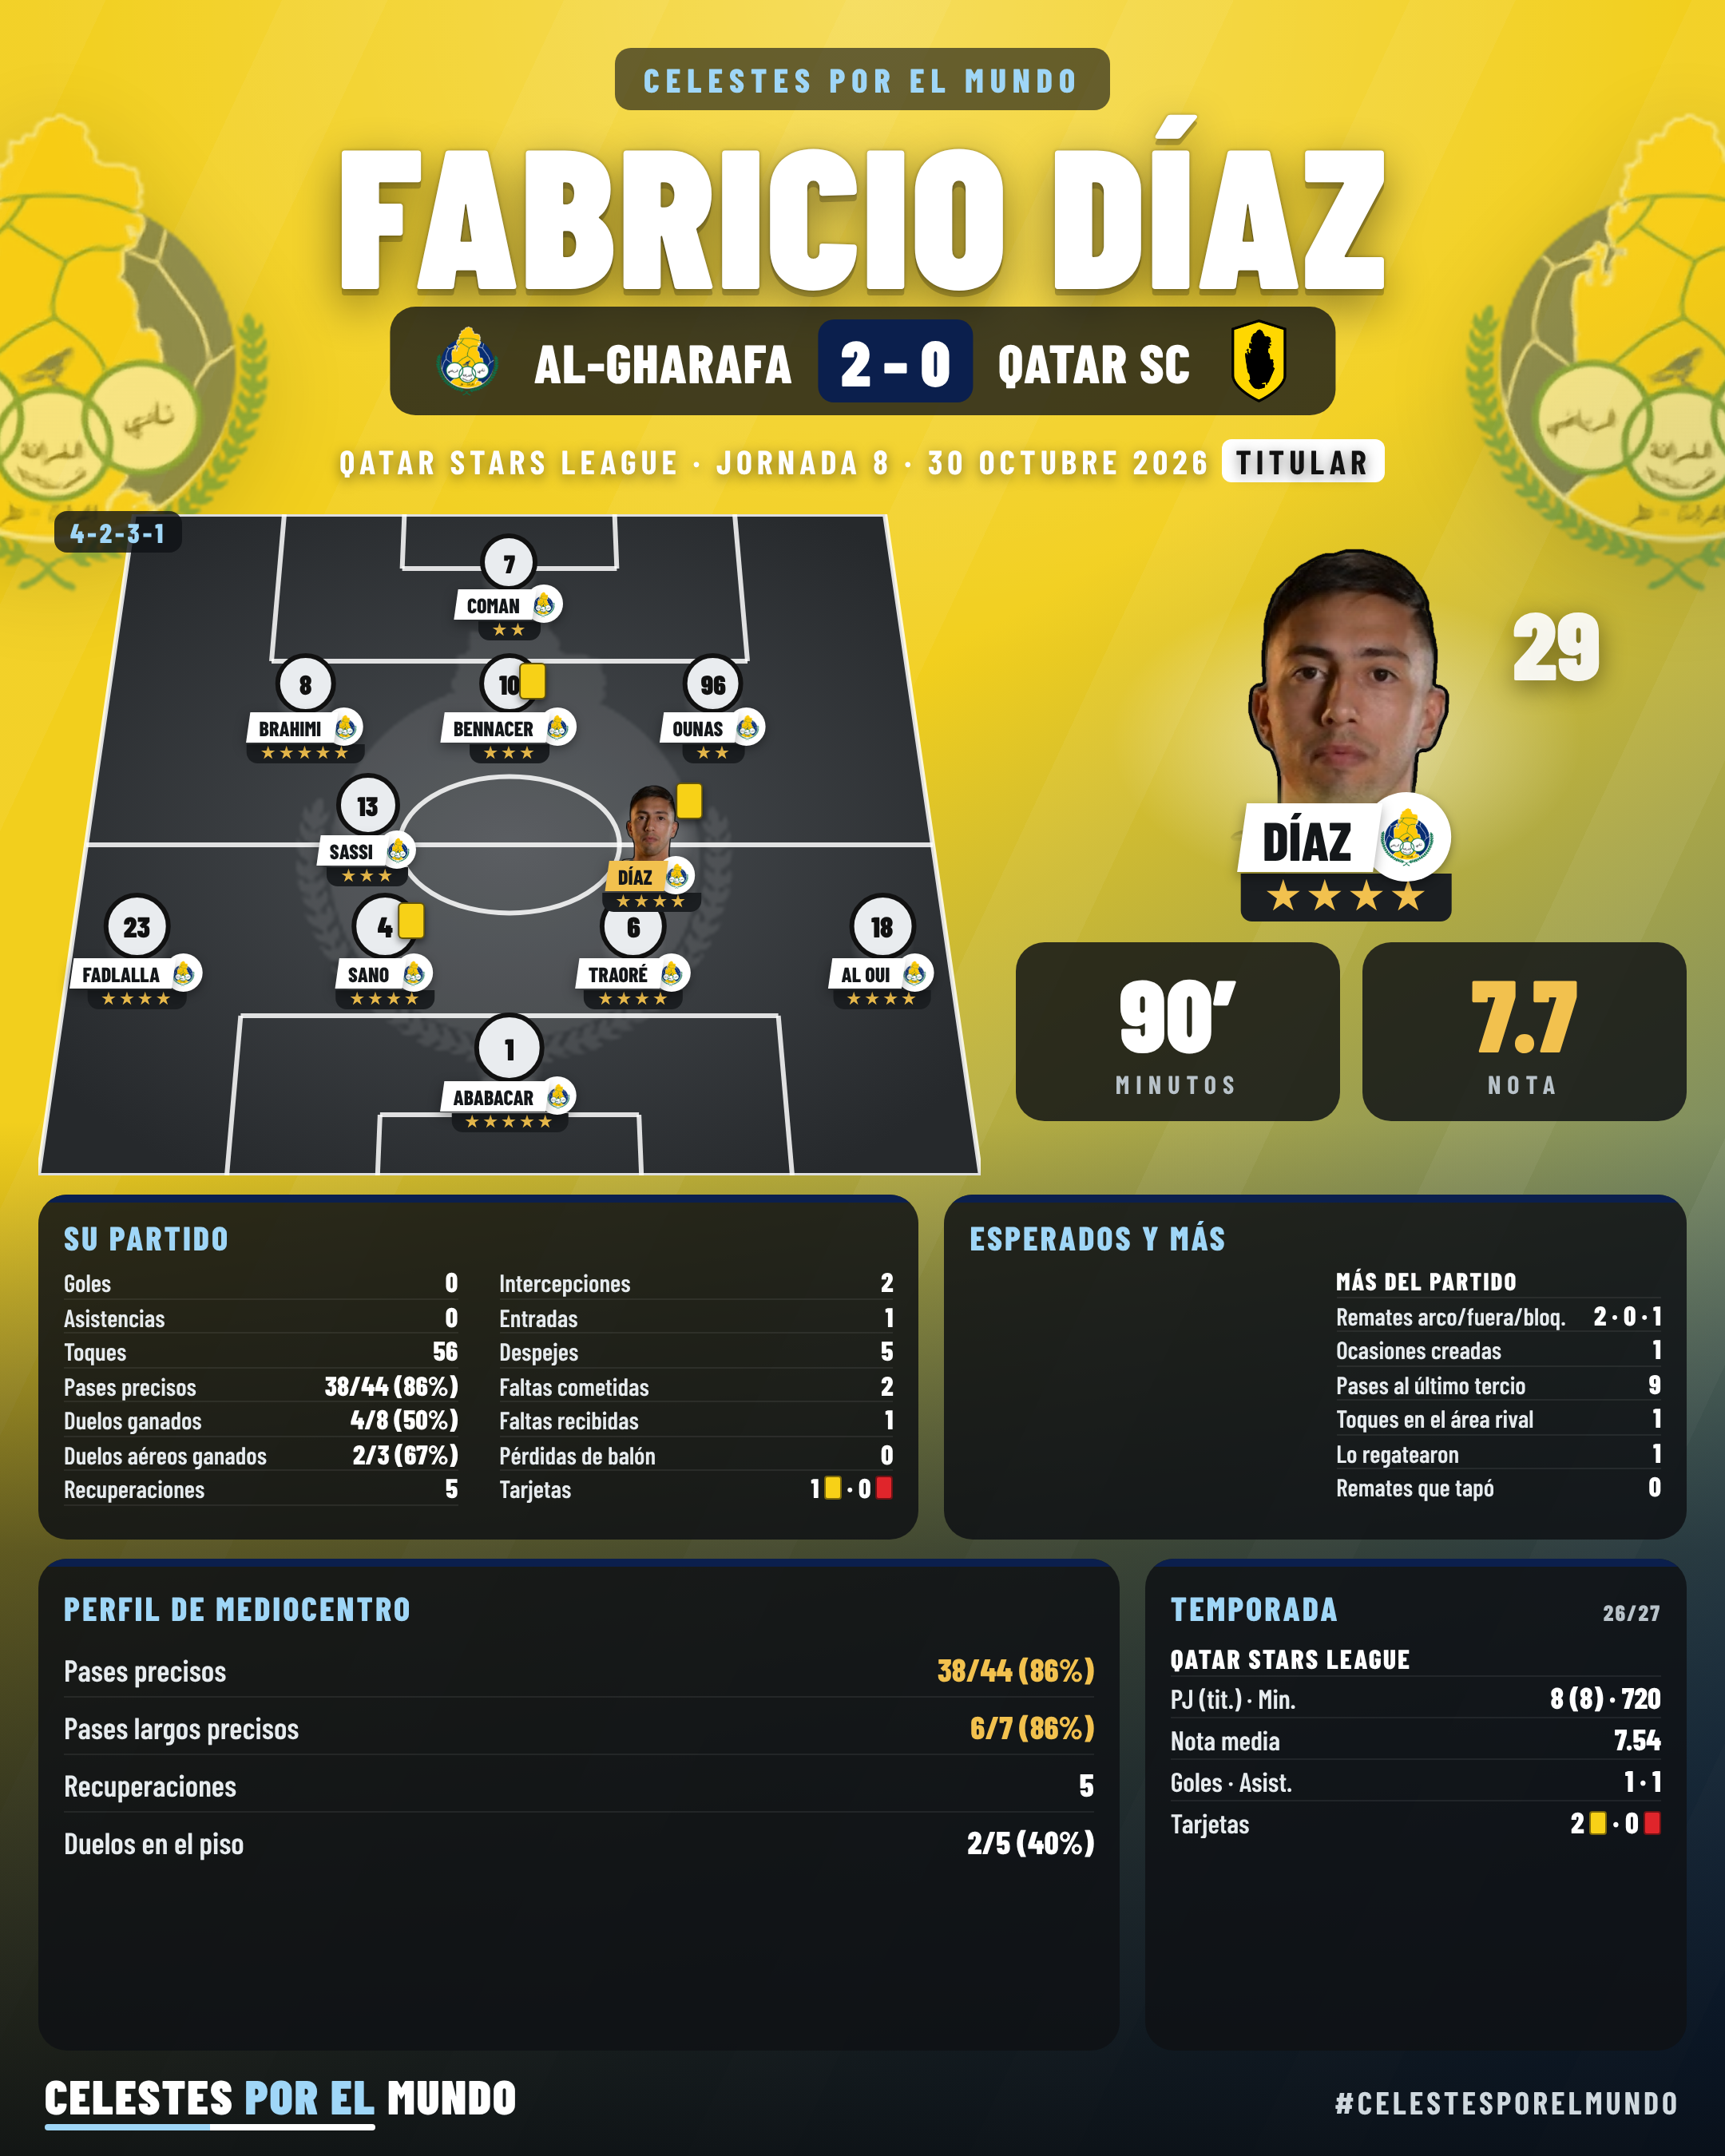 CELESTES POR EL MUNDO
FABRICIO DÍAZ
AL-GHARAFA 2 - 0 QATAR SC
QATAR STARS LEAGUE · JORNADA 8 · 30 OCTUBRE 2026 TITULAR
4-2-3-1
7
COMAN
8
BRAHIMI
10
BENNACER
96
OUNAS
13
SASSI
DÍAZ
23
FADLALLA
4
SANO
6
TRAORÉ
18
AL OUI
1
ABABACAR
29
DÍAZ
90′
MINUTOS
7.7
NOTA
SU PARTIDO
Goles 0
Asistencias 0
Toques 56
Pases precisos 38/44 (86%)
Duelos ganados 4/8 (50%)
Duelos aéreos ganados 2/3 (67%)
Recuperaciones 5
Intercepciones 2
Entradas 1
Despejes 5
Faltas cometidas 2
Faltas recibidas 1
Pérdidas de balón 0
Tarjetas 1 · 0
ESPERADOS Y MÁS
MÁS DEL PARTIDO
Remates arco/fuera/bloq. 2 · 0 · 1
Ocasiones creadas 1
Pases al último tercio 9
Toques en el área rival 1
Lo regatearon 1
Remates que tapó 0
PERFIL DE MEDIOCENTRO
Pases precisos 38/44 (86%)
Pases largos precisos 6/7 (86%)
Recuperaciones 5
Duelos en el piso 2/5 (40%)
TEMPORADA 26/27
QATAR STARS LEAGUE
PJ (tit.) · Min. 8 (8) · 720
Nota media 7.54
Goles · Asist. 1 · 1
Tarjetas 2 · 0
CELESTES POR EL MUNDO
#CELESTESPORELMUNDO